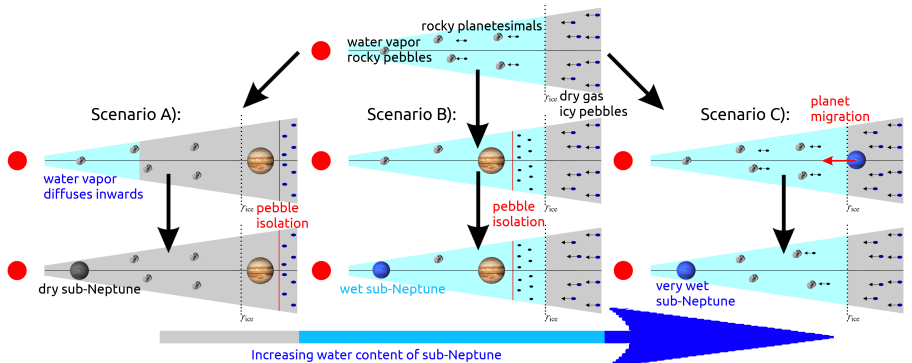 rocky planetesimals
water vapor
rocky pebbles
r_ice
dry gas
icy pebbles
Scenario A):
Scenario B):
Scenario C):
planet
migration
water vapor
diffuses inwards
r_ice
pebble
isolation
pebble
isolation
r_ice
r_ice
dry sub-Neptune
wet sub-Neptune
very wet
sub-Neptune
r_ice
r_ice
r_ice
Increasing water content of sub-Neptune